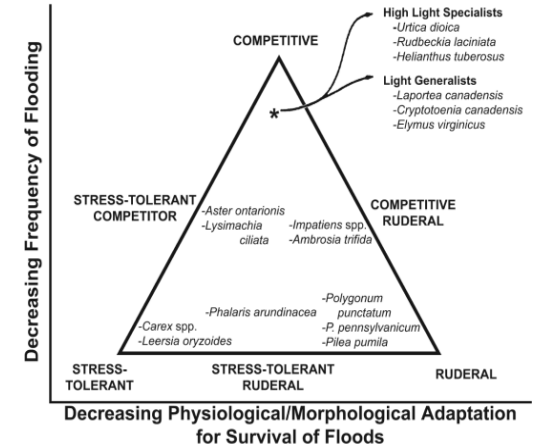 High Light Specialists
-Urtica dioica
-Rudbeckia laciniata
-Helianthus tuberosus
COMPETITIVE
Light Generalists
-Laportea canadensis
-Cryptotoenia canadensis
-Elymus virginicus
*
Decreasing Frequency of Flooding
STRESS-TOLERANT
COMPETITOR
-Aster ontarionis
-Lysimachia
ciliata
-Impatiens spp.
-Ambrosia trifida
COMPETITIVE
RUDERAL
-Carex spp.
-Leersia oryzoides
-Phalaris arundinacea
-Polygonum
punctatum
-P. pennsylvanicum
-Pilea pumila
STRESS-
TOLERANT
STRESS-TOLERANT
RUDERAL
RUDERAL
Decreasing Physiological/Morphological Adaptation
for Survival of Floods